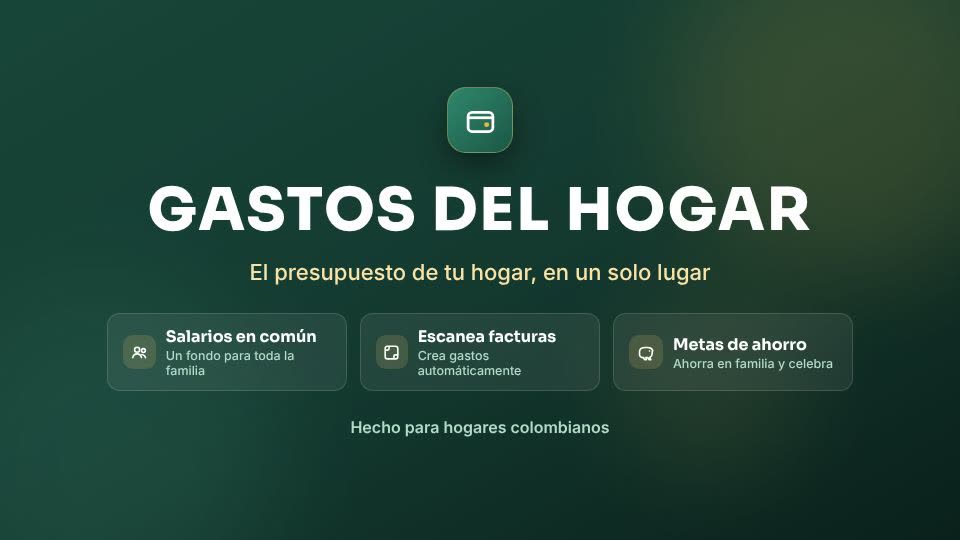 GASTOS DEL HOGAR
El presupuesto de tu hogar, en un solo lugar
Salarios en común
Un fondo para toda la
familia
Escanea facturas
Crea gastos
automáticamente
Metas de ahorro
Ahorra en familia y celebra
Hecho para hogares colombianos